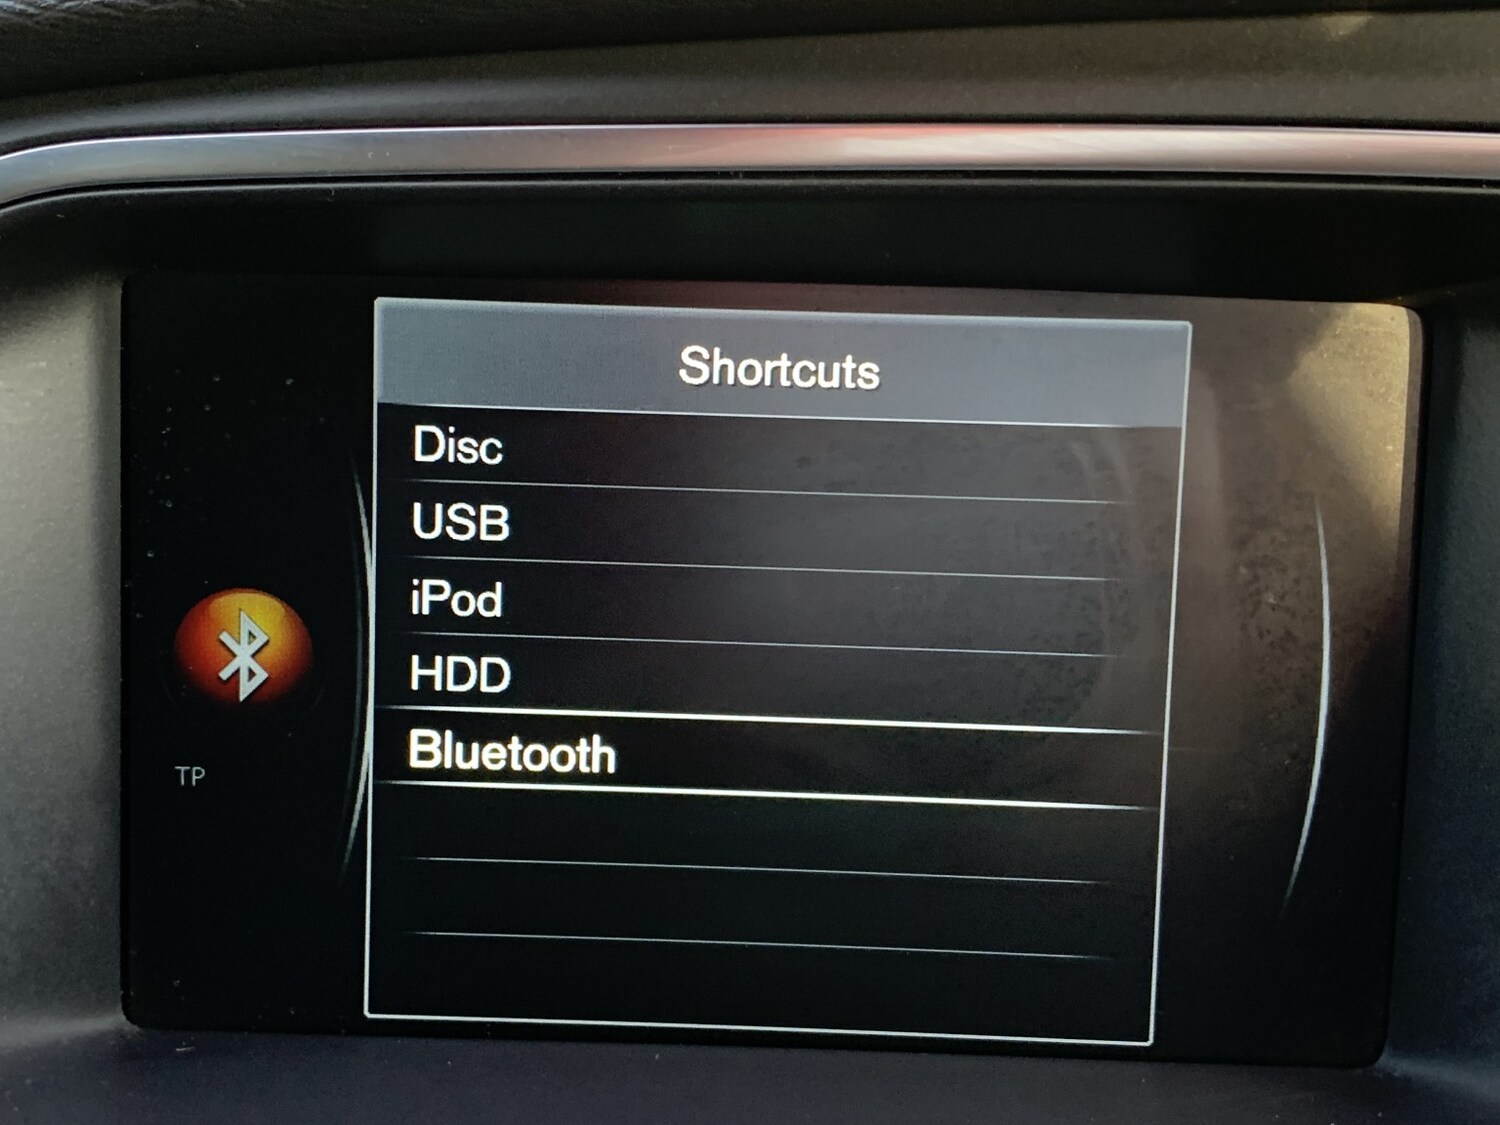 Shortcuts
Disc
USB
iPod
HDD
Bluetooth
TP